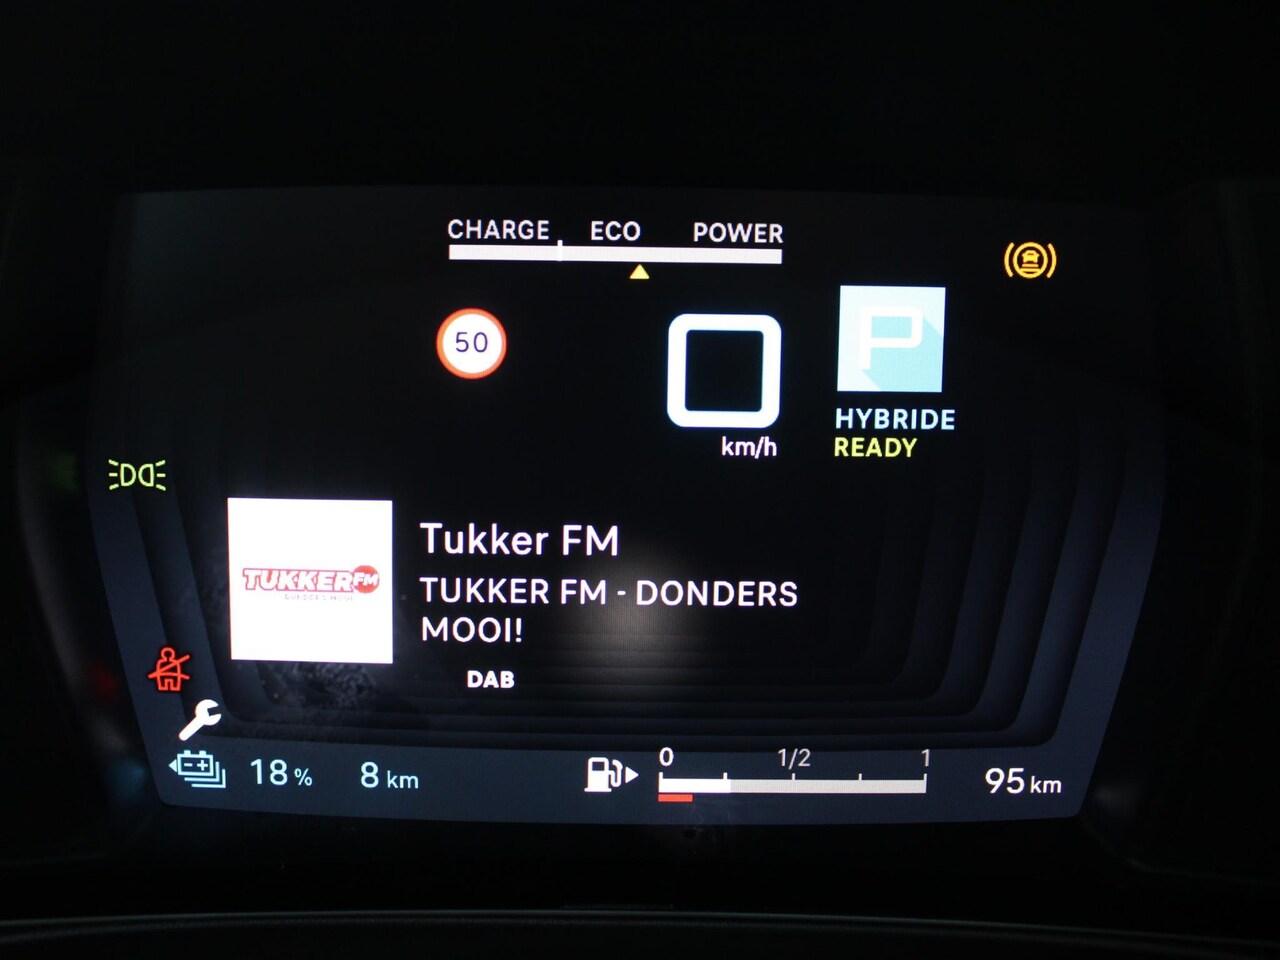 CHARGE ECO POWER
50
0
km/h
P
HYBRIDE
READY
TUKKER FM
Tukker FM
TUKKER FM - DONDERS
MOOI!
DAB
18 %
8 km
0 1/2 1
95 km